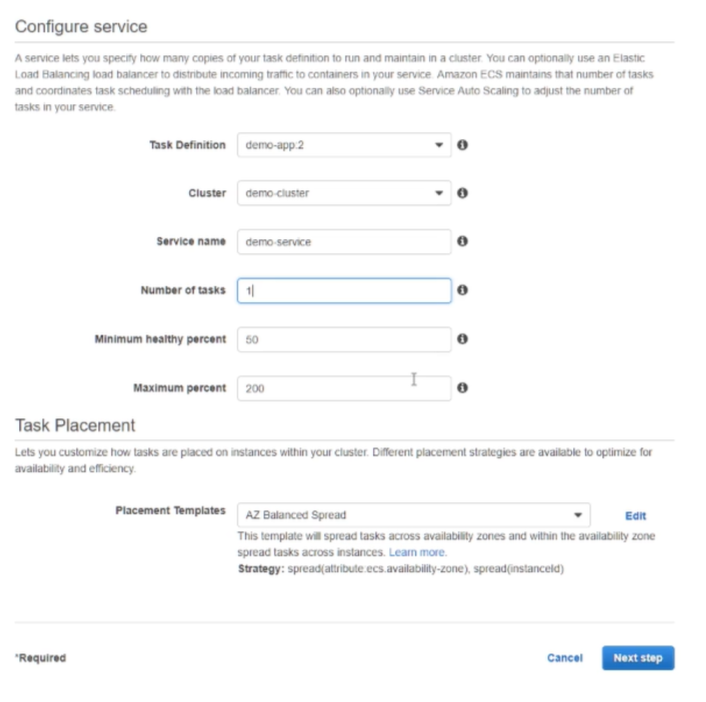 Configure service
A service lets you specify how many copies of your task definition to run and maintain in a cluster. You can optionally use an Elastic
Load Balancing load balancer to distribute incoming traffic to containers in your service. Amazon ECS maintains that number of tasks
and coordinates task scheduling with the load balancer. You can also optionally use Service Auto Scaling to adjust the number of
tasks in your service.
Task Definition demo-app:2
Cluster demo-cluster
Service name demo-service
Number of tasks 1
Minimum healthy percent 50
Maximum percent 200
Task Placement
Lets you customize how tasks are placed on instances within your cluster. Different placement strategies are available to optimize for
availability and efficiency.
Placement Templates AZ Balanced Spread Edit
This template will spread tasks across availability zones and within the availability zone
spread tasks across instances. Learn more.
Strategy: spread(attribute:ecs.availability-zone), spread(instanceId)
*Required Cancel Next step